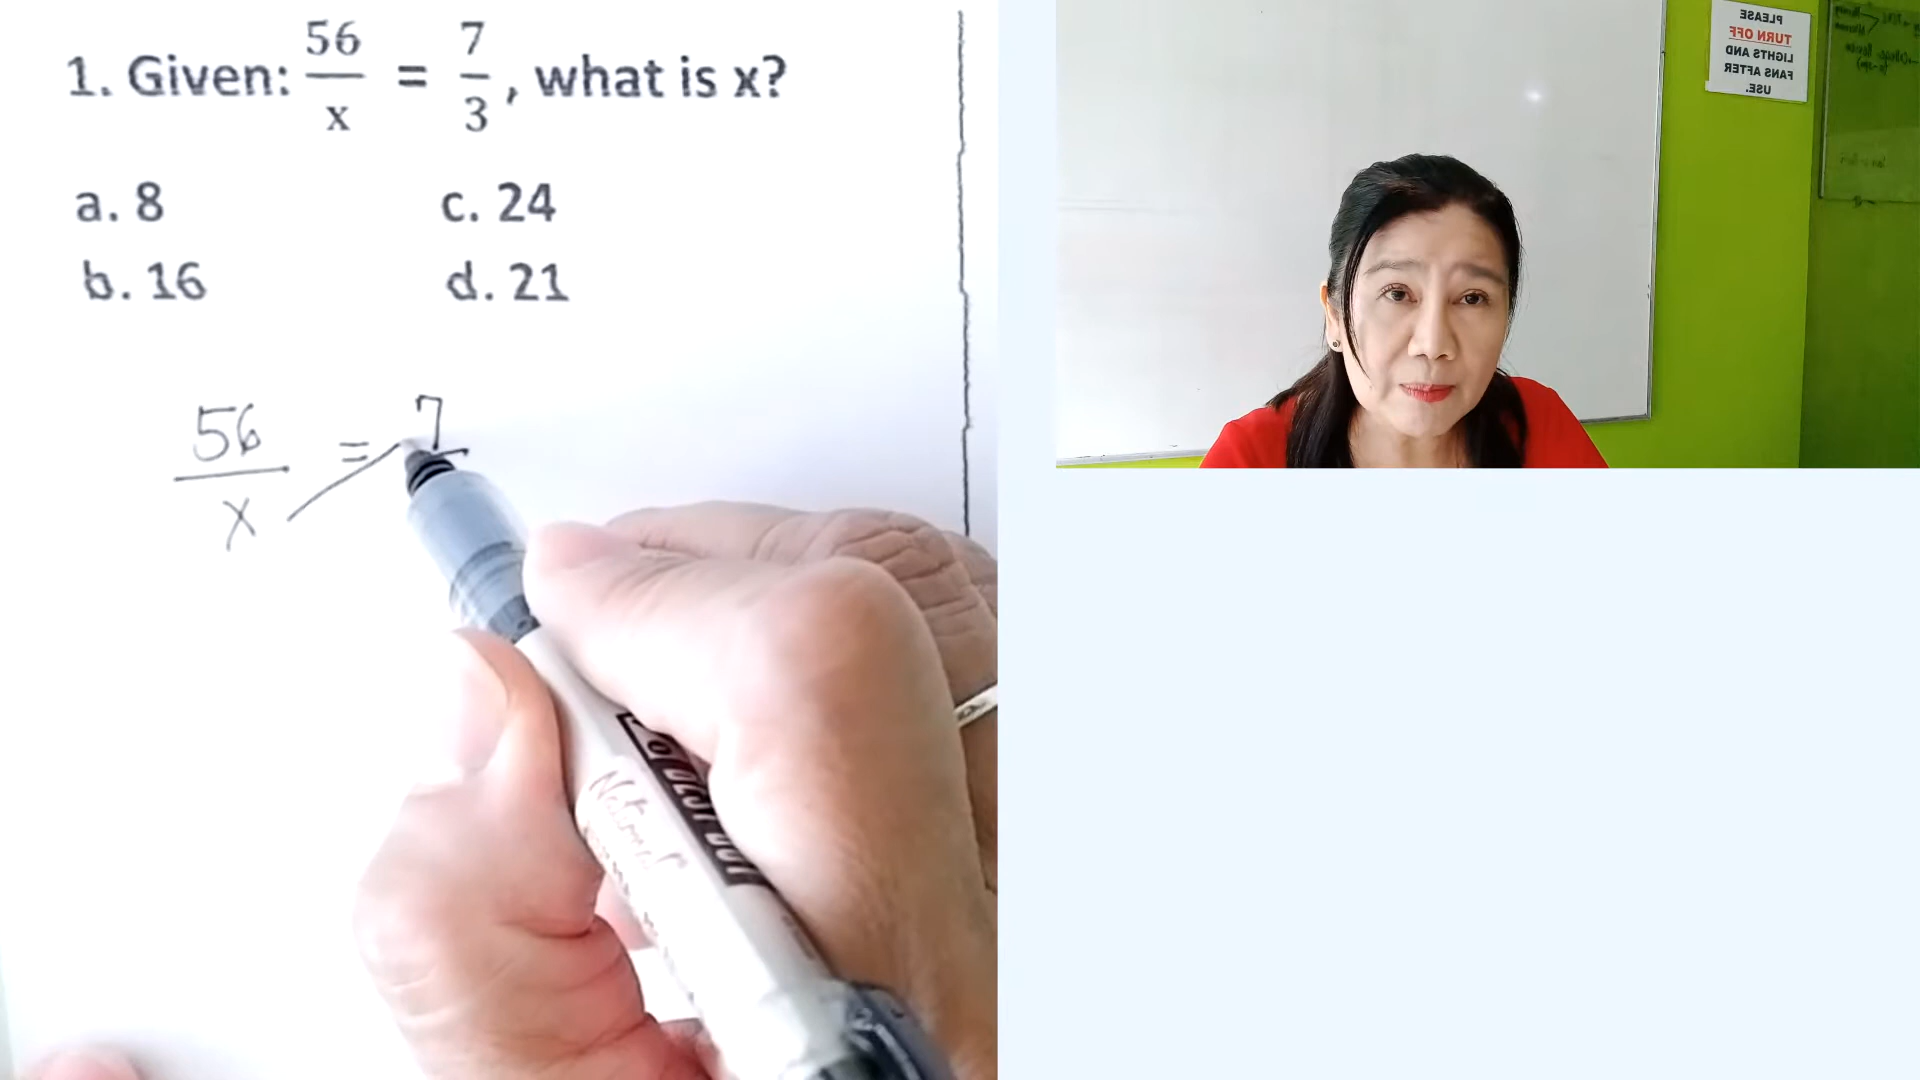 1. Given: 56/x = 7/3, what is x?
a. 8 c. 24
b. 16 d. 21
56/x = 7
PLEASE
TURN OFF
LIGHTS AND
FANS AFTER
USE.